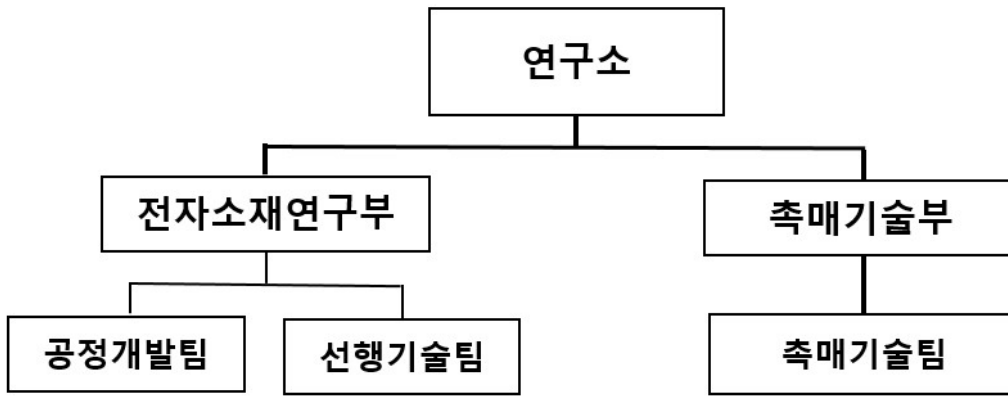 연구소
전자소재연구부
촉매기술부
공정개발팀
선행기술팀
촉매기술팀